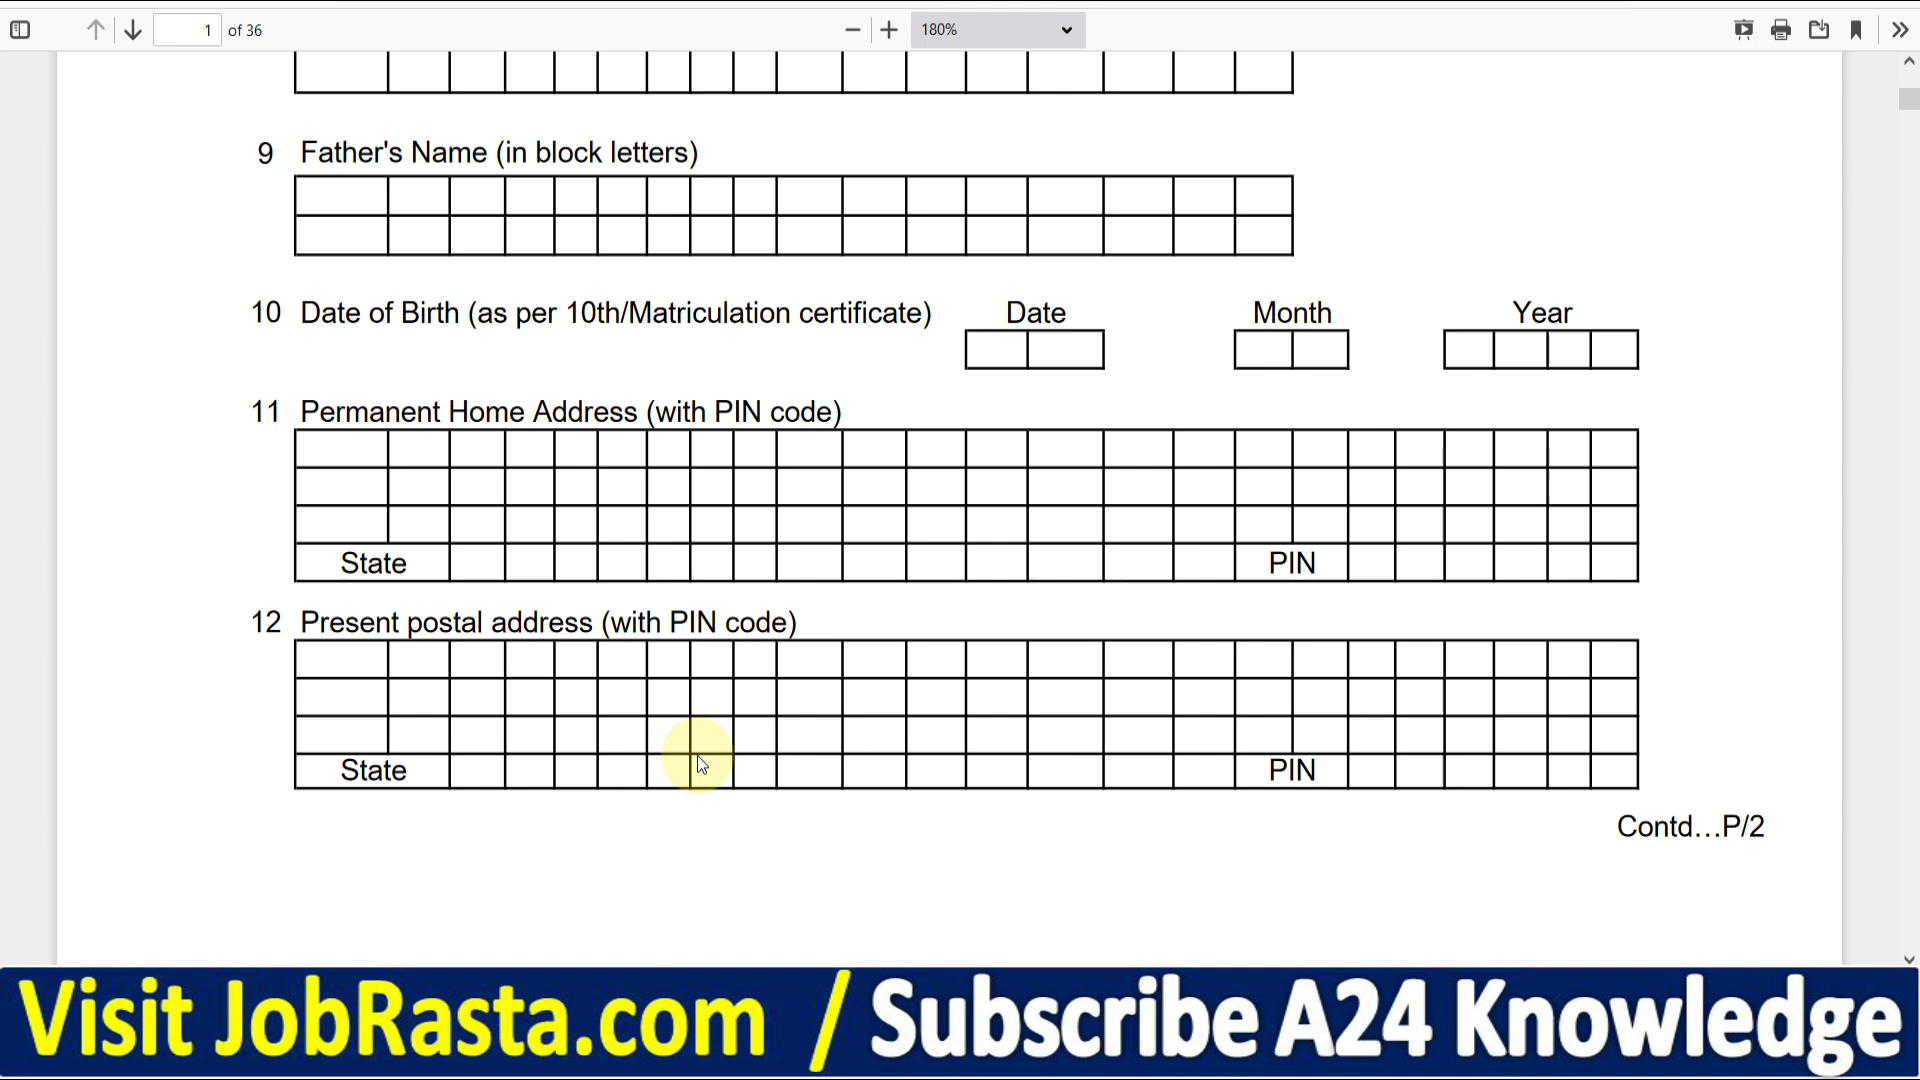 1 of 36 180%
9 Father's Name (in block letters)
10 Date of Birth (as per 10th/Matriculation certificate) Date Month Year
11 Permanent Home Address (with PIN code)
State PIN
12 Present postal address (with PIN code)
State PIN
Contd…P/2
Visit JobRasta.com / Subscribe A24 Knowledge